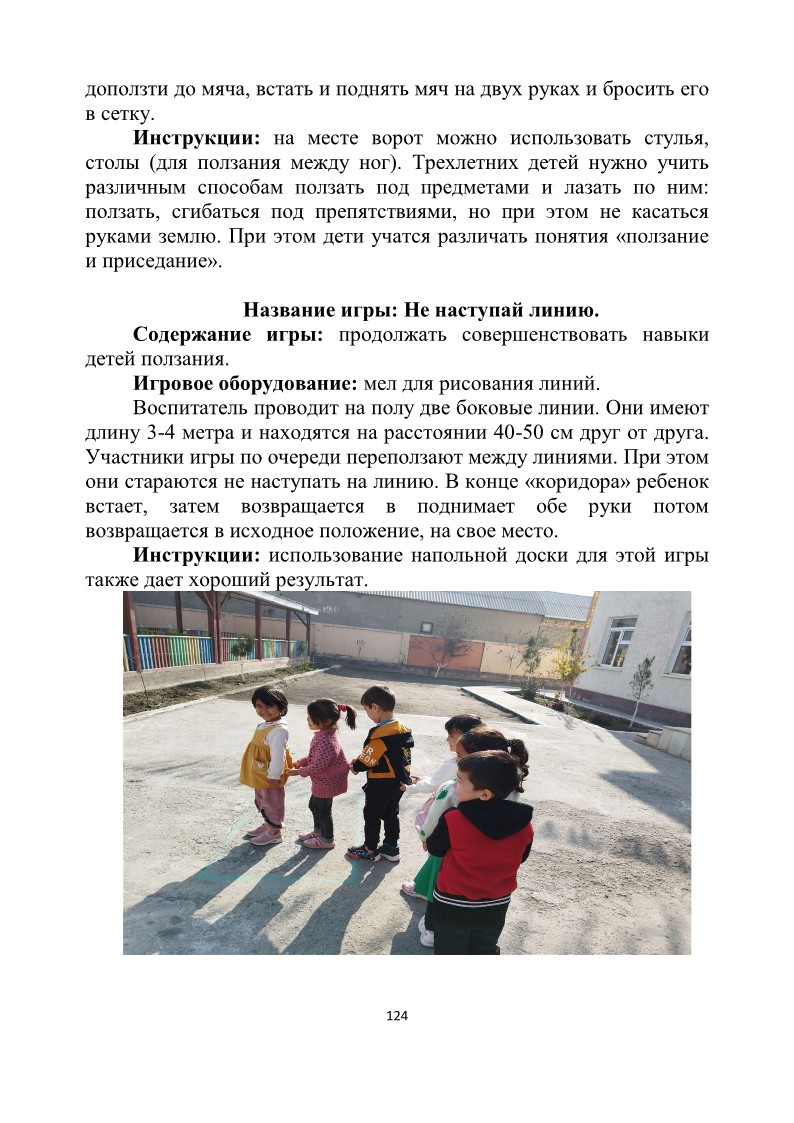 доползти до мяча, встать и поднять мяч на двух руках и бросить его
в сетку.
Инструкции: на месте ворот можно использовать стулья,
столы (для ползания между ног). Трехлетних детей нужно учить
различным способам ползать под предметами и лазать по ним:
ползать, сгибаться под препятствиями, но при этом не касаться
руками землю. При этом дети учатся различать понятия «ползание
и приседание».
Название игры: Не наступай линию.
Содержание игры: продолжать совершенствовать навыки
детей ползания.
Игровое оборудование: мел для рисования линий.
Воспитатель проводит на полу две боковые линии. Они имеют
длину 3-4 метра и находятся на расстоянии 40-50 см друг от друга.
Участники игры по очереди переползают между линиями. При этом
они стараются не наступать на линию. В конце «коридора» ребенок
встает, затем возвращается в поднимает обе руки потом
возвращается в исходное положение, на свое место.
Инструкции: использование напольной доски для этой игры
также дает хороший результат.
124